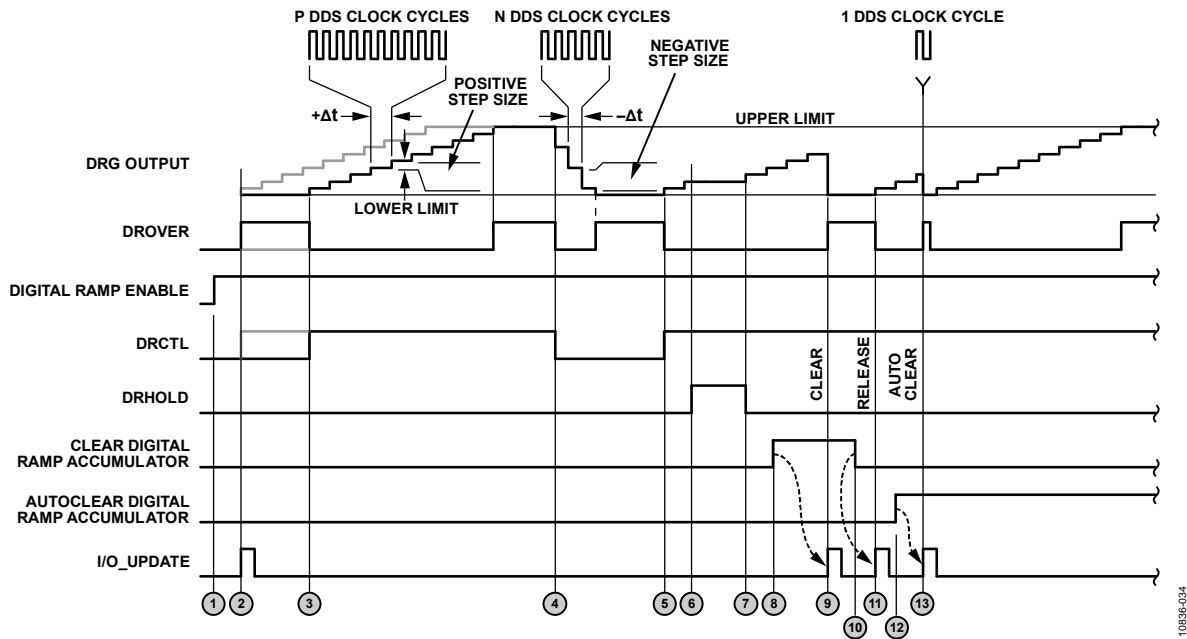 P DDS CLOCK CYCLES
N DDS CLOCK CYCLES
1 DDS CLOCK CYCLE
NEGATIVE
STEP SIZE
POSITIVE
STEP SIZE
+Δt
–Δt
UPPER LIMIT
DRG OUTPUT
LOWER LIMIT
DROVER
DIGITAL RAMP ENABLE
DRCTL
CLEAR
RELEASE
AUTO
CLEAR
DRHOLD
CLEAR DIGITAL
RAMP ACCUMULATOR
AUTOCLEAR DIGITAL
RAMP ACCUMULATOR
I/O_UPDATE
1 2 3 4 5 6 7 8 9 11 13
10 12
10836-034